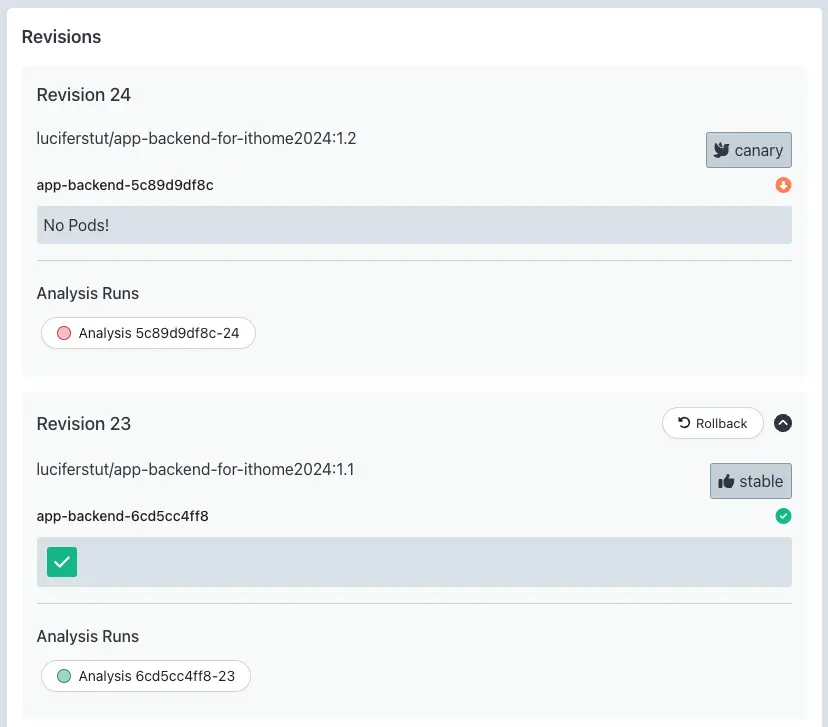 Revisions
Revision 24
luciferstut/app-backend-for-ithome2024:1.2
canary
app-backend-5c89d9df8c
No Pods!
Analysis Runs
Analysis 5c89d9df8c-24
Revision 23
Rollback
luciferstut/app-backend-for-ithome2024:1.1
stable
app-backend-6cd5cc4ff8
Analysis Runs
Analysis 6cd5cc4ff8-23